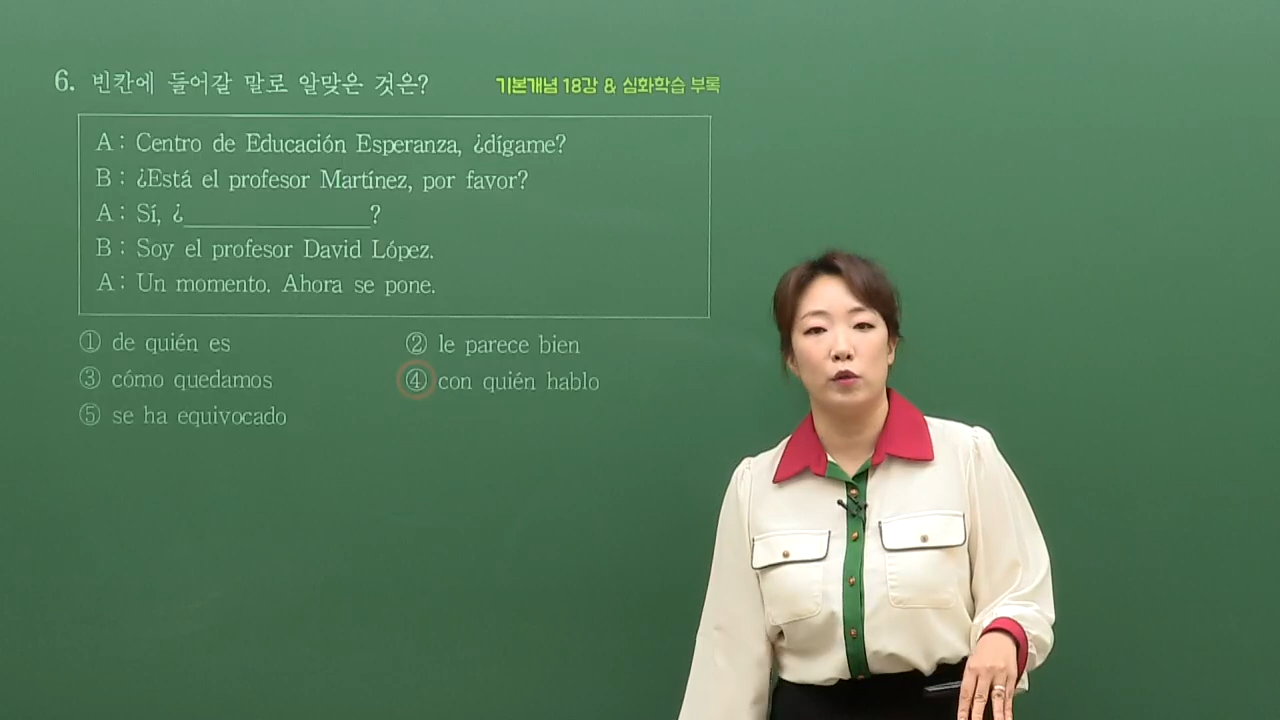 6. 빈칸에 들어갈 말로 알맞은 것은? 기본개념 18강 & 심화학습 부록
A : Centro de Educación Esperanza, ¿dígame?
B : ¿Está el profesor Martínez, por favor?
A : Sí, ¿______________?
B : Soy el profesor David López.
A : Un momento. Ahora se pone.
① de quién es ② le parece bien
③ cómo quedamos ④ con quién hablo
⑤ se ha equivocado